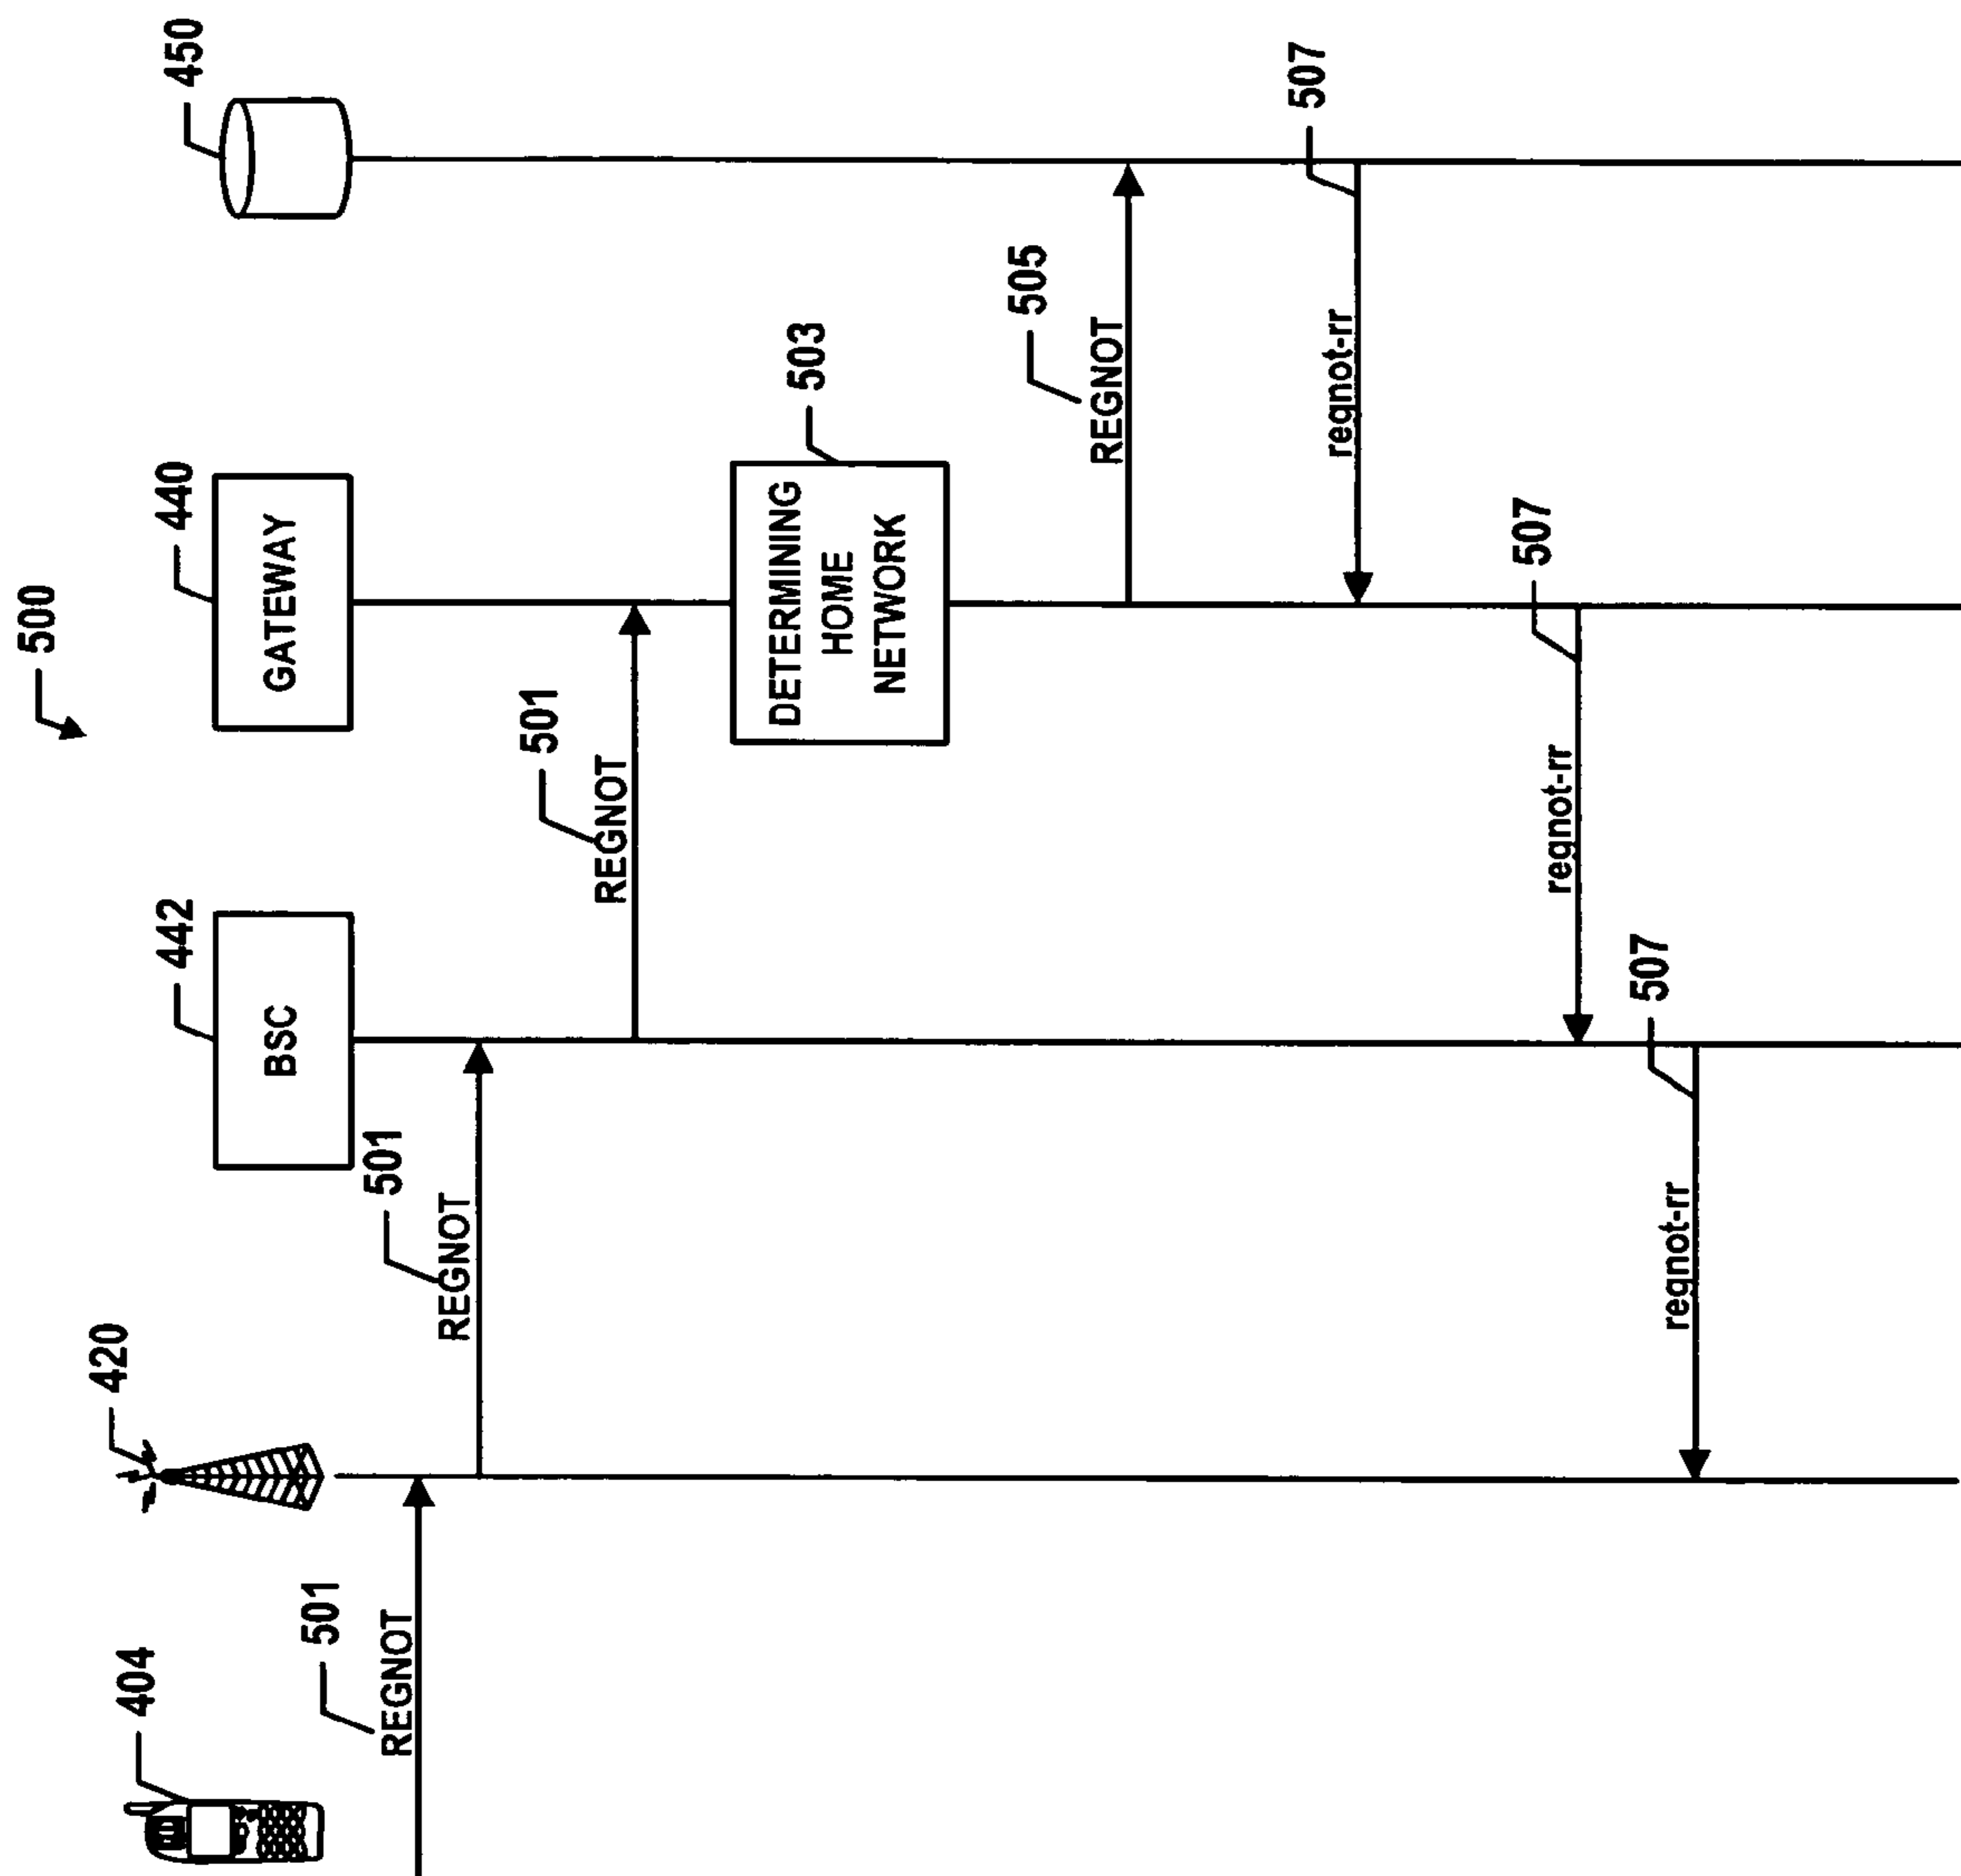 500
404
420
442
440
450
BSC
GATEWAY
501
REGNOT
501
REGNOT
501
REGNOT
503
DETERMINING
HOME
NETWORK
505
REGNOT
507
regnot-rr
507
regnot-rr
507
regnot-rr